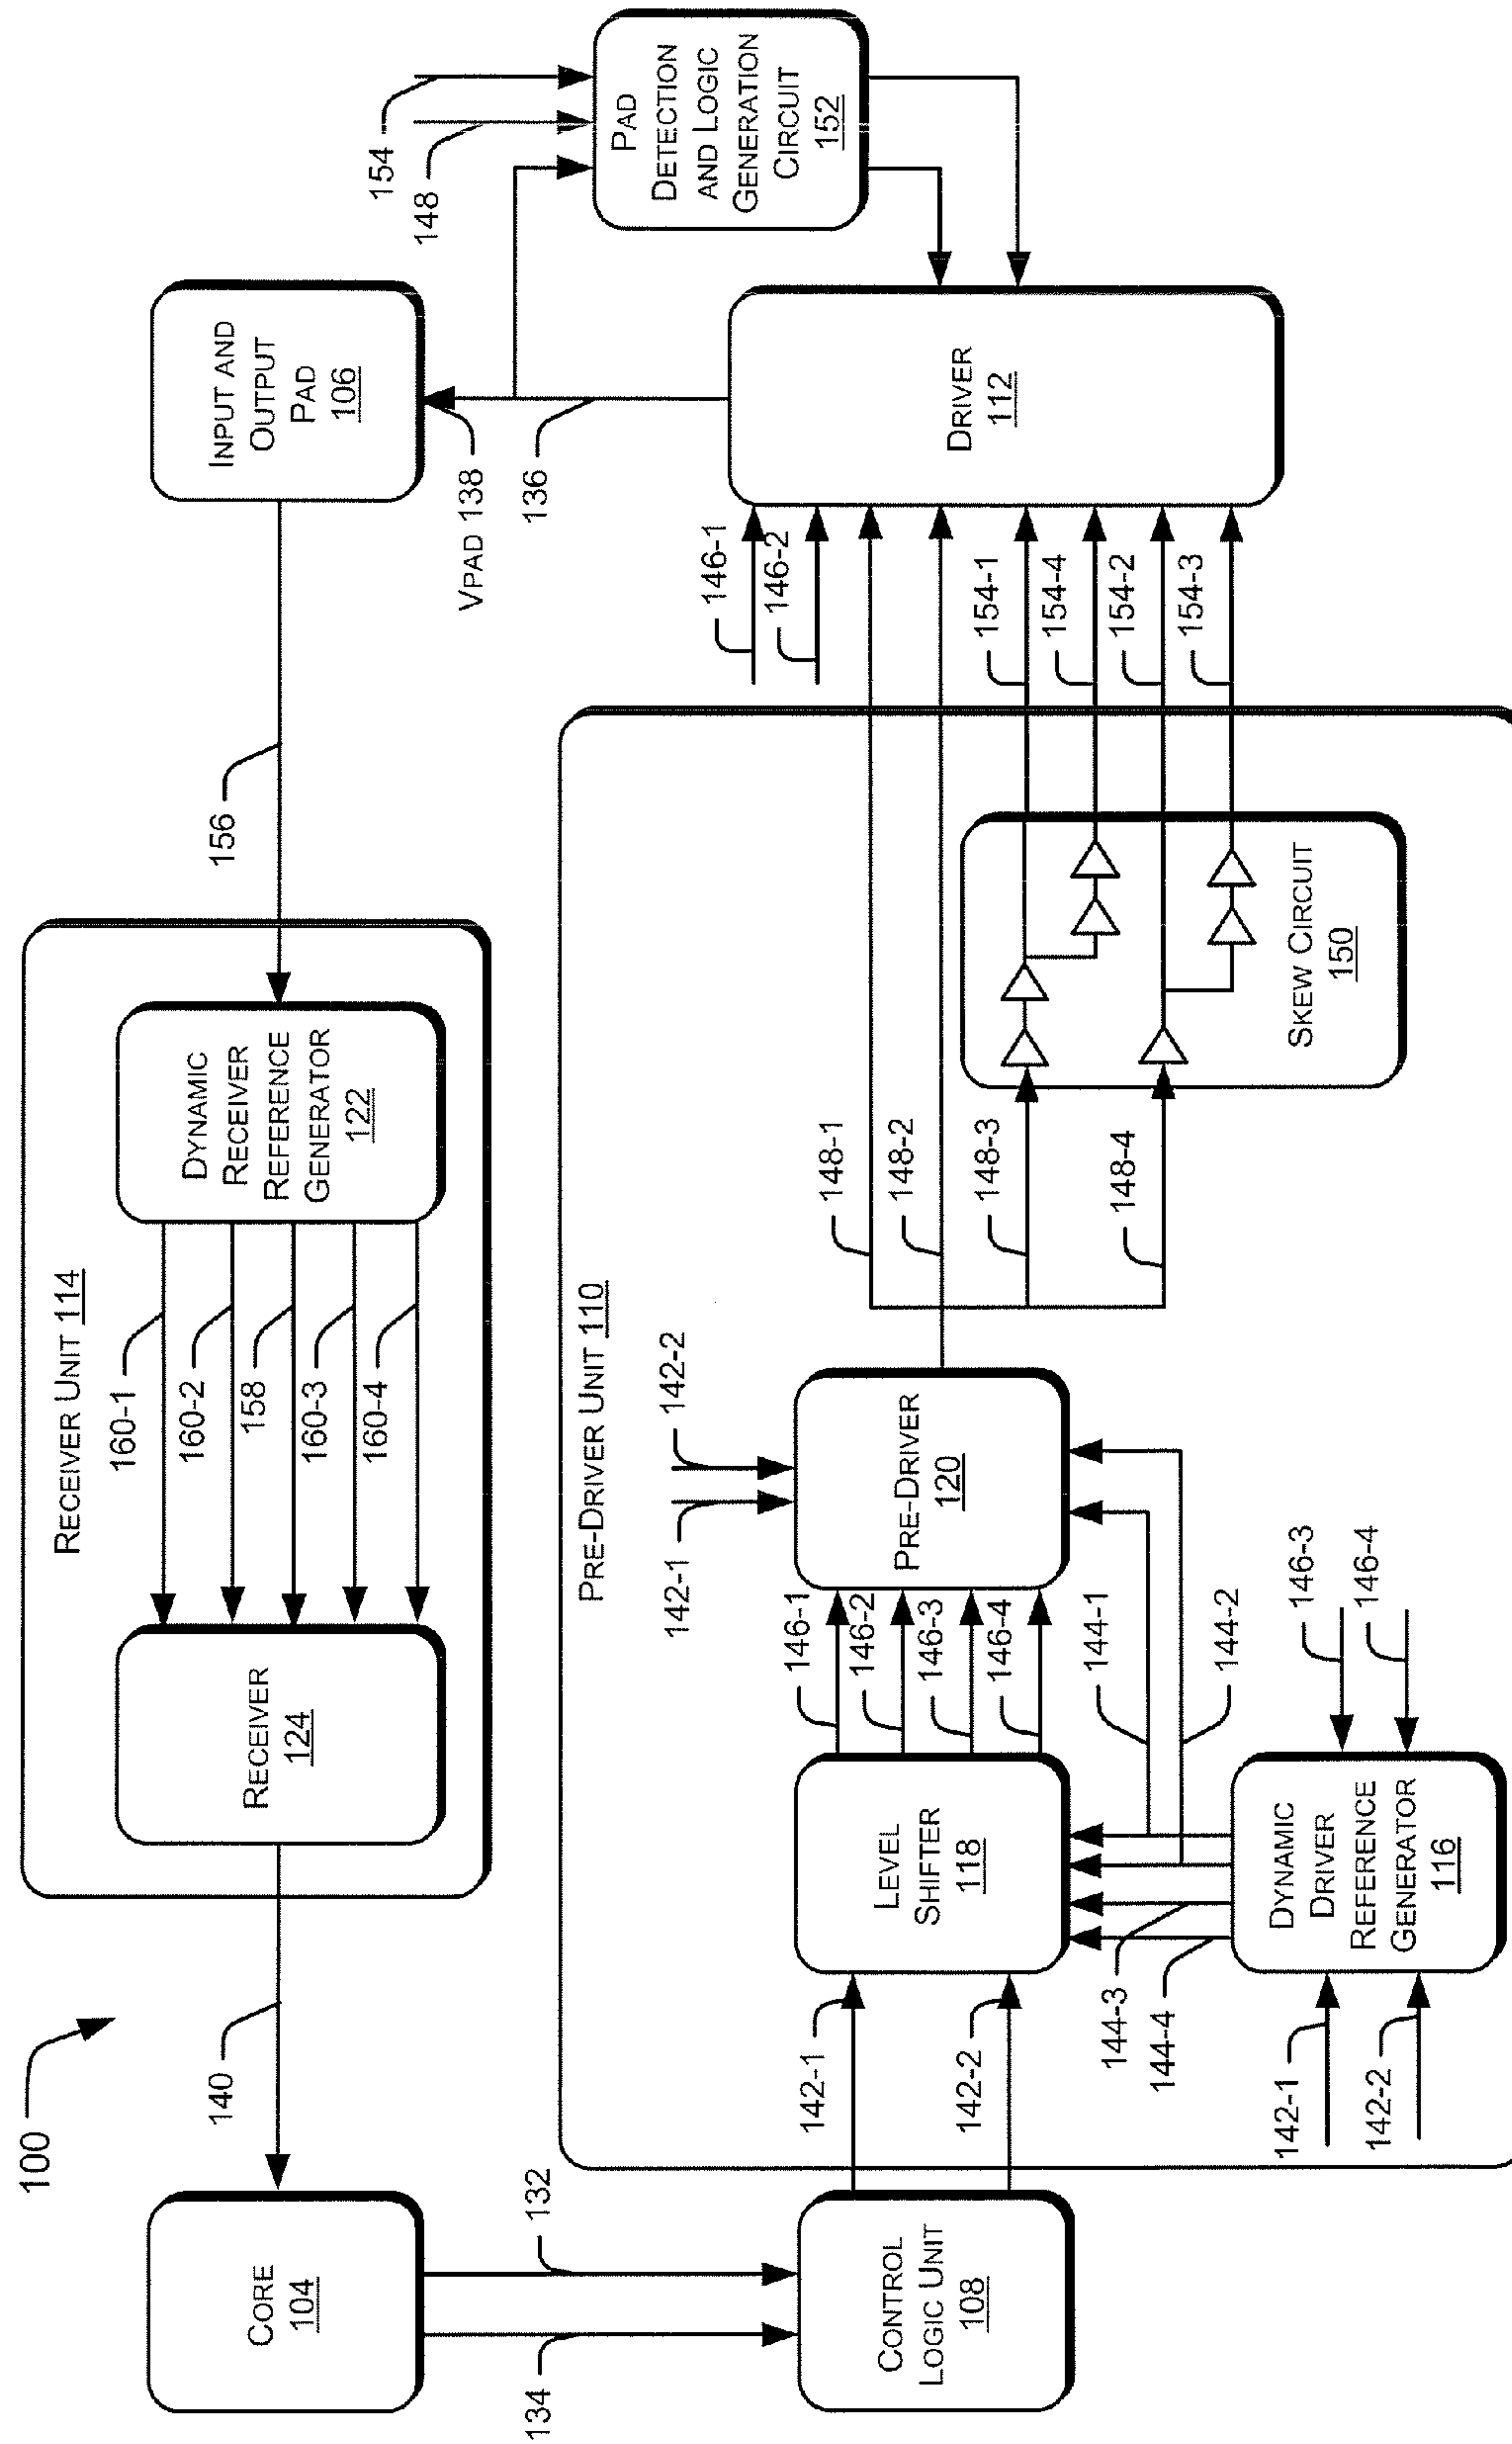 100
CORE
104
140
RECEIVER UNIT 114
RECEIVER
124
160-1
160-2
158
160-3
160-4
DYNAMIC
RECEIVER
REFERENCE
GENERATOR
122
156
INPUT AND
OUTPUT
PAD
106
VPAD 138
136
154
148
PAD
DETECTION
AND LOGIC
GENERATION
CIRCUIT
152
134
132
CONTROL
LOGIC UNIT
108
PRE-DRIVER UNIT 110
142-1
142-2
LEVEL
SHIFTER
118
146-1
146-2
146-3
146-4
142-1
142-2
PRE-DRIVER
120
144-1
144-2
144-3
144-4
142-1
142-2
DYNAMIC
DRIVER
REFERENCE
GENERATOR
116
146-3
146-4
148-1
148-2
148-3
148-4
SKEW CIRCUIT
150
146-1
146-2
154-1
154-4
154-2
154-3
DRIVER
112